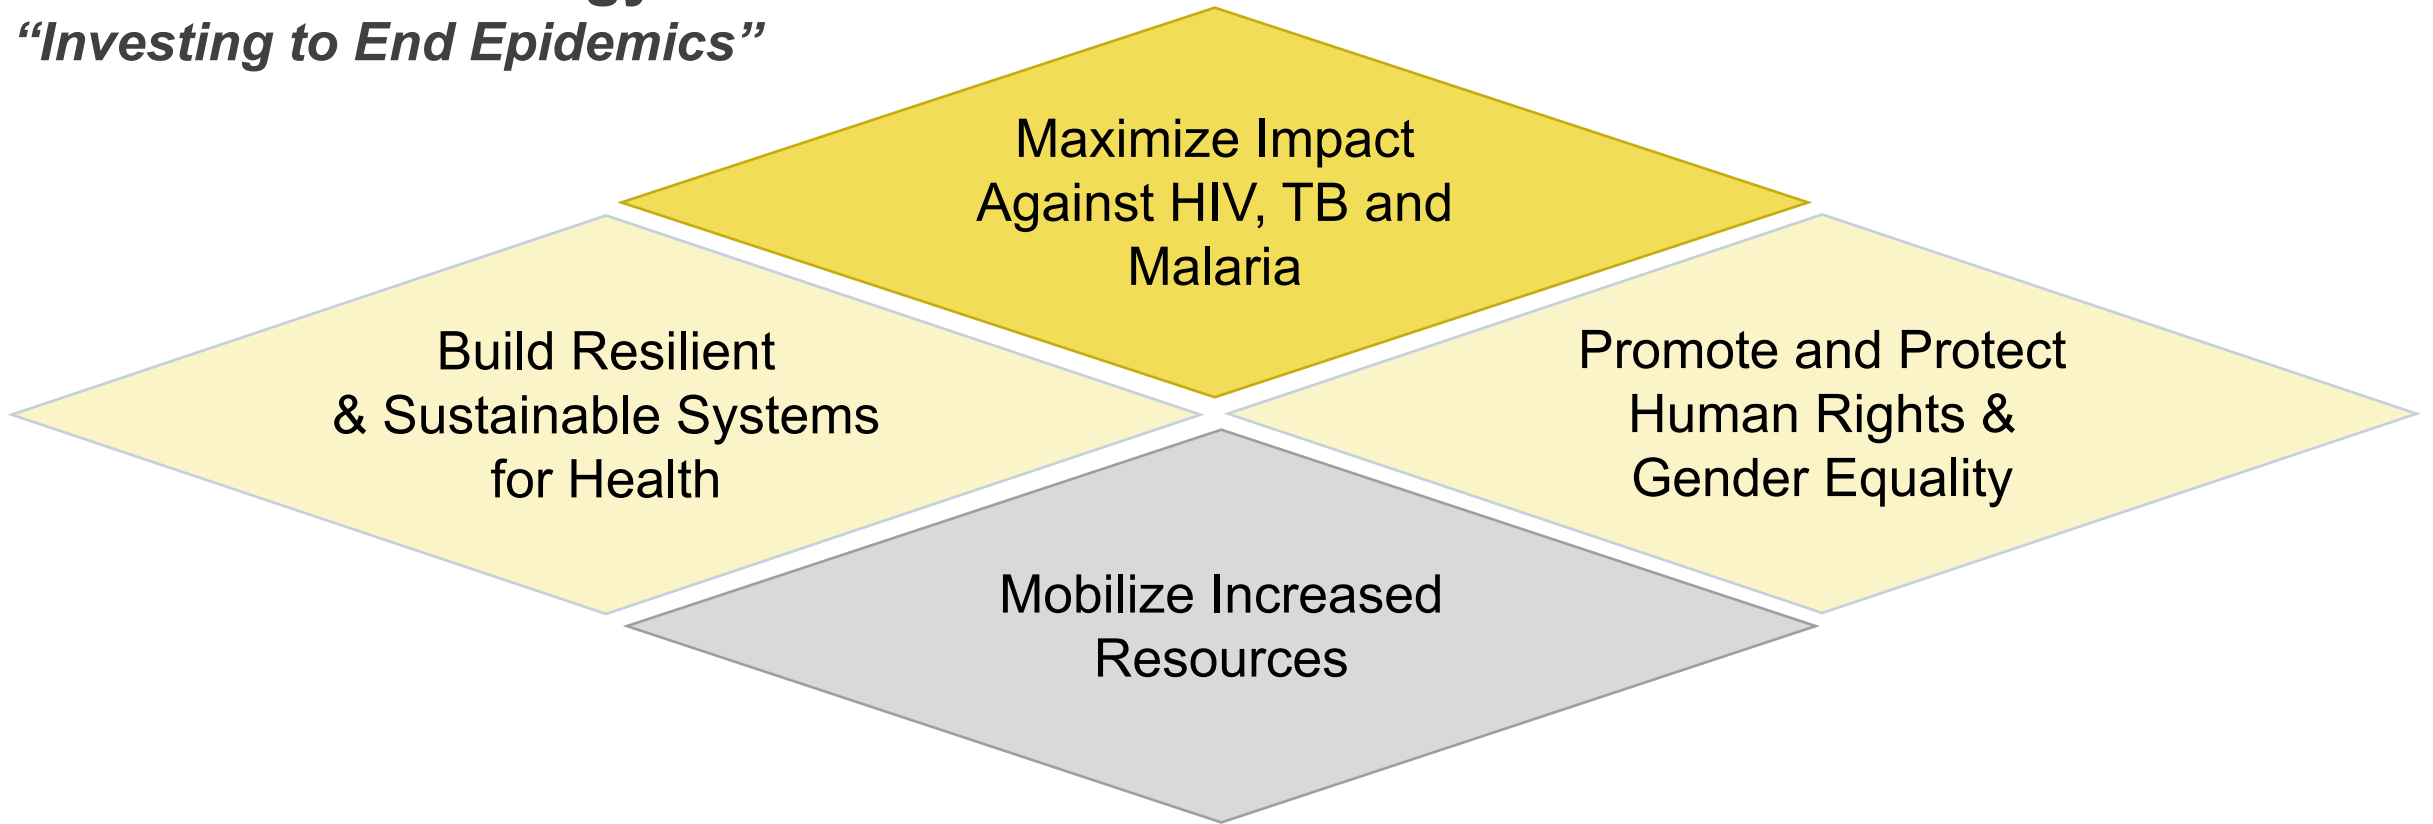 “Investing to End Epidemics”
Maximize Impact
Against HIV, TB and
Malaria
Build Resilient
& Sustainable Systems
for Health
Promote and Protect
Human Rights &
Gender Equality
Mobilize Increased
Resources